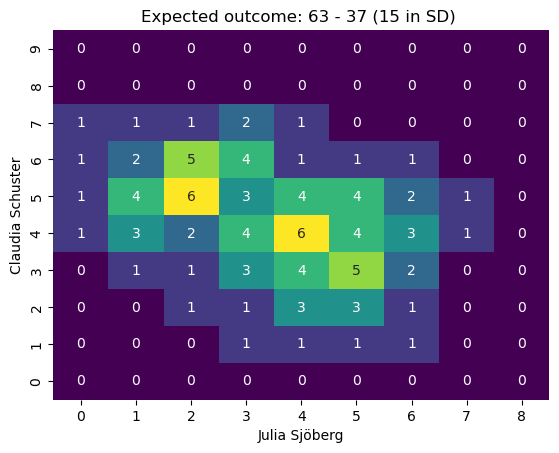 Expected outcome: 63 - 37 (15 in SD)
9 0 0 0 0 0 0 0 0 0
8 0 0 0 0 0 0 0 0 0
7 1 1 1 2 1 0 0 0 0
6 1 2 5 4 1 1 1 0 0
5 1 4 6 3 4 4 2 1 0
4 1 3 2 4 6 4 3 1 0
3 0 1 1 3 4 5 2 0 0
2 0 0 1 1 3 3 1 0 0
1 0 0 0 1 1 1 1 0 0
0 0 0 0 0 0 0 0 0 0
Claudia Schuster
0 1 2 3 4 5 6 7 8
Julia Sjöberg